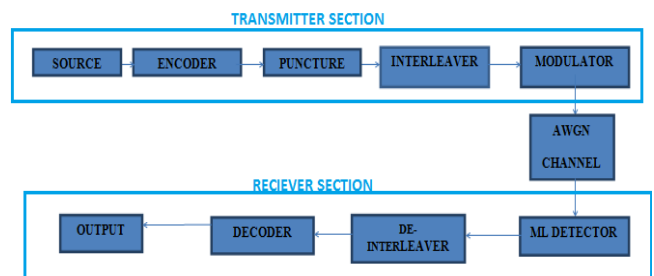 TRANSMITTER SECTION
SOURCE
ENCODER
PUNCTURE
INTERLEAVER
MODULATOR
AWGN
CHANNEL
RECIEVER SECTION
OUTPUT
DECODER
DE-
INTERLEAVER
ML DETECTOR